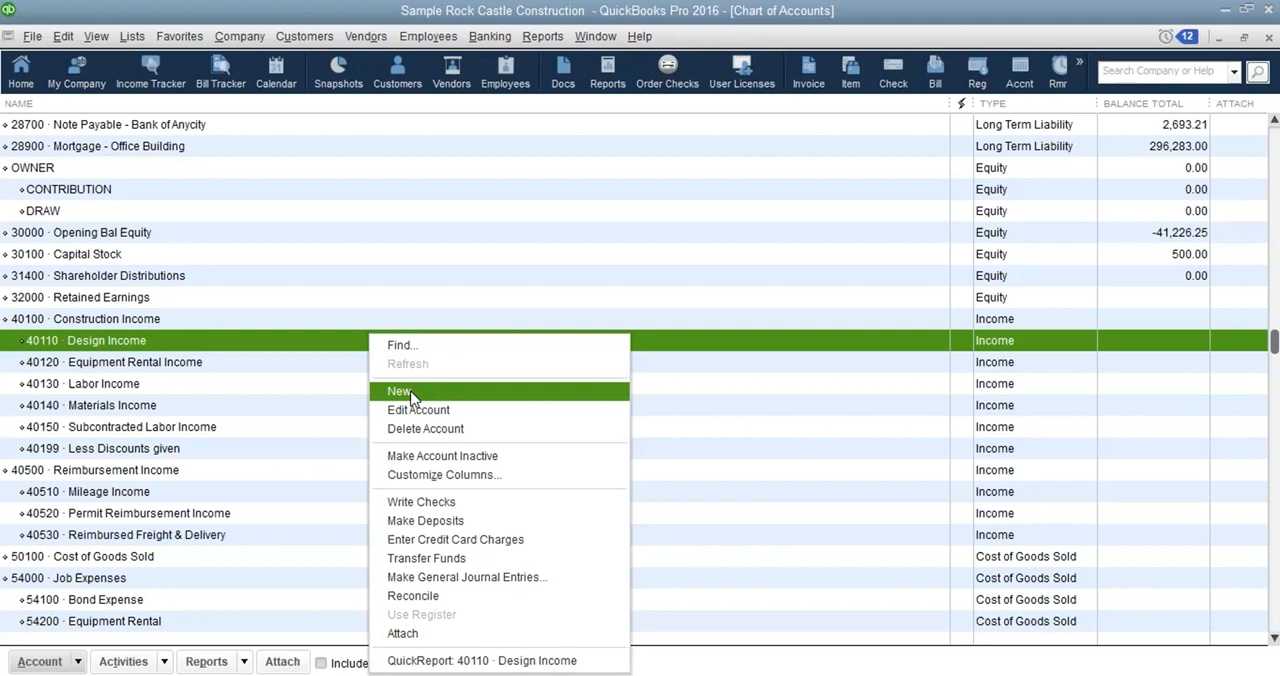 qb Sample Rock Castle Construction - QuickBooks Pro 2016 - [Chart of Accounts]
File Edit View Lists Favorites Company Customers Vendors Employees Banking Reports Window Help 12
Home My Company Income Tracker Bill Tracker Calendar Snapshots Customers Vendors Employees Docs Reports Order Checks User Licenses Invoice Item Check Bill Reg Accnt Rmr » Search Company or Help
NAME TYPE BALANCE TOTAL ATTACH
28700 · Note Payable - Bank of Anycity Long Term Liability 2,693.21
28900 · Mortgage - Office Building Long Term Liability 296,283.00
OWNER Equity 0.00
CONTRIBUTION Equity 0.00
DRAW Equity 0.00
30000 · Opening Bal Equity Equity -41,226.25
30100 · Capital Stock Equity 500.00
31400 · Shareholder Distributions Equity 0.00
32000 · Retained Earnings Equity
40100 · Construction Income Income
40110 · Design Income Income
40120 · Equipment Rental Income Income
40130 · Labor Income Income
40140 · Materials Income Income
40150 · Subcontracted Labor Income Income
40199 · Less Discounts given Income
40500 · Reimbursement Income Income
40510 · Mileage Income Income
40520 · Permit Reimbursement Income Income
40530 · Reimbursed Freight & Delivery Income
50100 · Cost of Goods Sold Cost of Goods Sold
54000 · Job Expenses Cost of Goods Sold
54100 · Bond Expense Cost of Goods Sold
54200 · Equipment Rental Cost of Goods Sold
Find...
Refresh
New
Edit Account
Delete Account
Make Account Inactive
Customize Columns...
Write Checks
Make Deposits
Enter Credit Card Charges
Transfer Funds
Make General Journal Entries...
Reconcile
Use Register
Attach
QuickReport: 40110 · Design Income
Account Activities Reports Attach Include